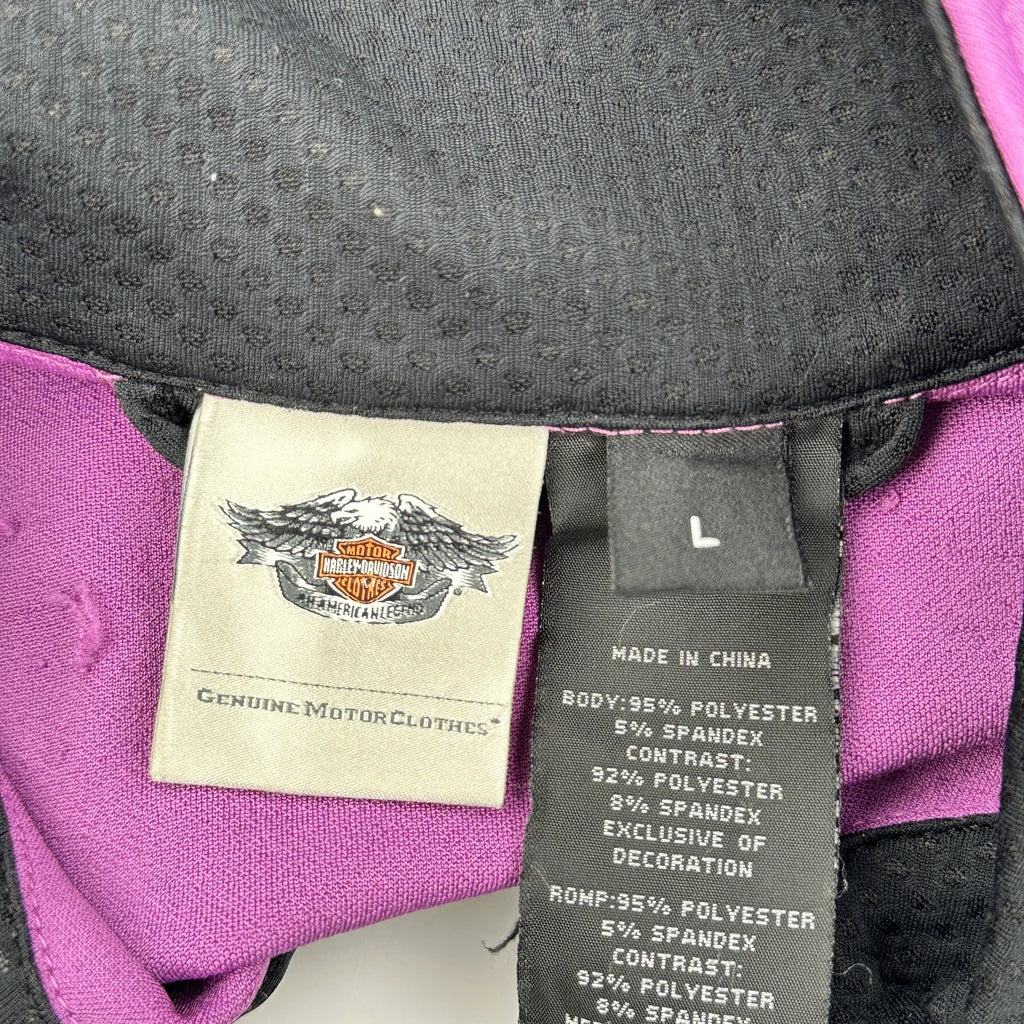 MOTOR
HARLEY-DAVIDSON
CLOTHES
AN AMERICAN LEGEND
GENUINE MOTORCLOTHES®
L
MADE IN CHINA
BODY:95% POLYESTER
5% SPANDEX
CONTRAST:
92% POLYESTER
8% SPANDEX
EXCLUSIVE OF
DECORATION
ROMP:95% POLYESTER
5% SPANDEX
CONTRAST:
92% POLYESTER
8% SPANDEX